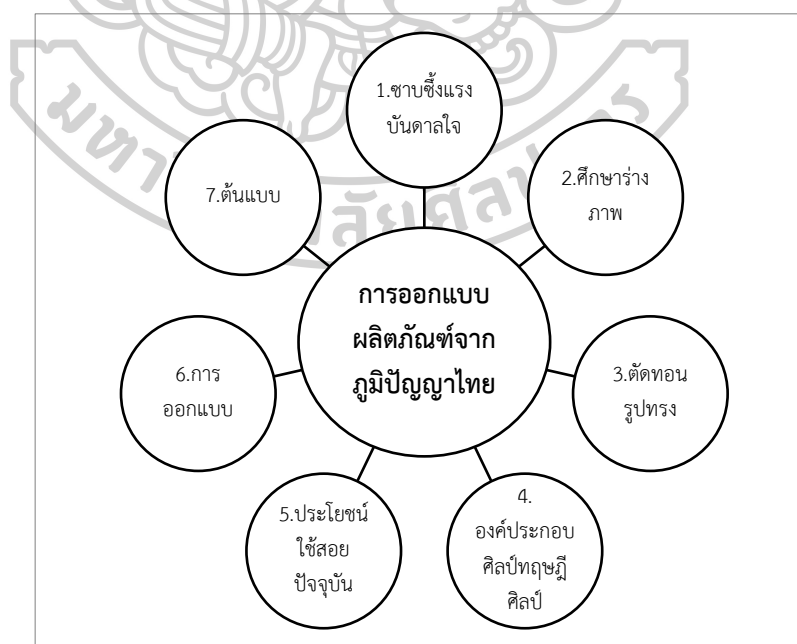 1.ซาบซึ้งแรง
บันดาลใจ
2.ศึกษาร่าง
ภาพ
3.ตัดทอน
รูปทรง
4.
องค์ประกอบ
ศิลป์ทฤษฎี
ศิลป์
5.ประโยชน์
ใช้สอย
ปัจจุบัน
6.การ
ออกแบบ
7.ต้นแบบ
การออกแบบ
ผลิตภัณฑ์จาก
ภูมิปัญญาไทย